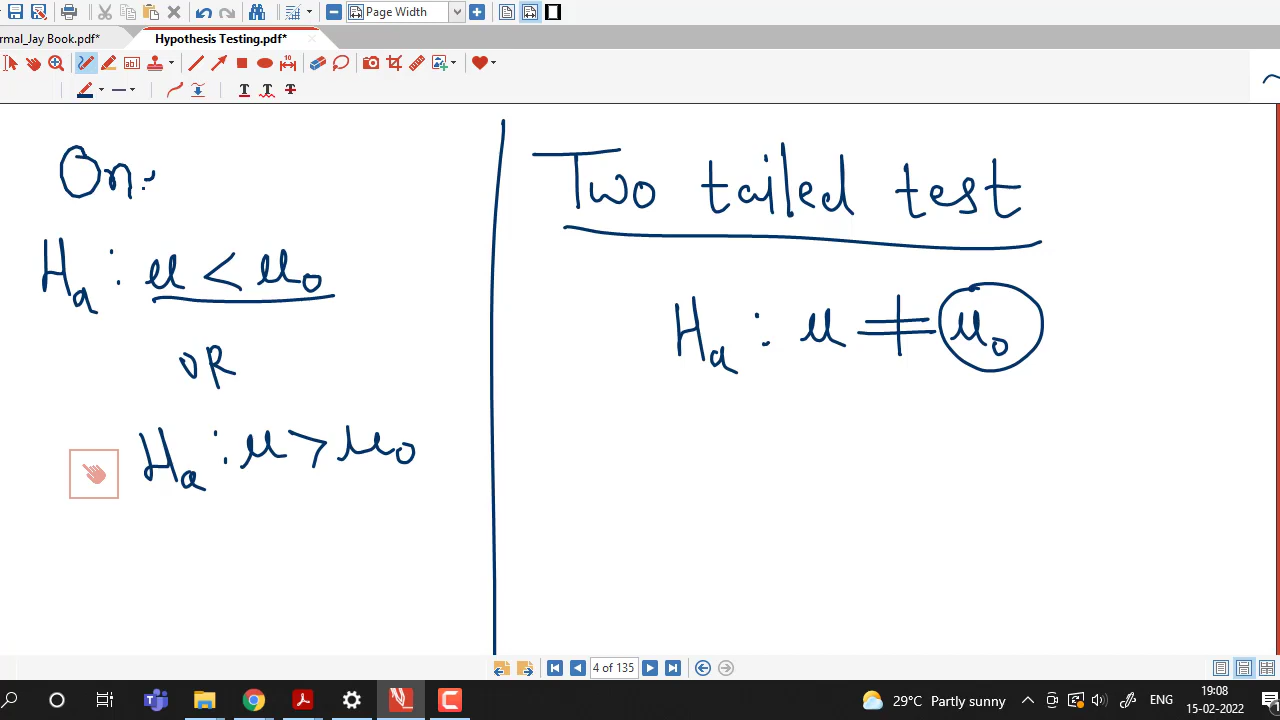 Page Width
rmal_Jay Book.pdf*
Hypothesis Testing.pdf*
On
Hₐ : μ < μ₀
OR
Hₐ : μ > μ₀
Two tailed test
Hₐ : μ ≠ μ₀
4 of 135
29°C Partly sunny
ENG
19:08
15-02-2022